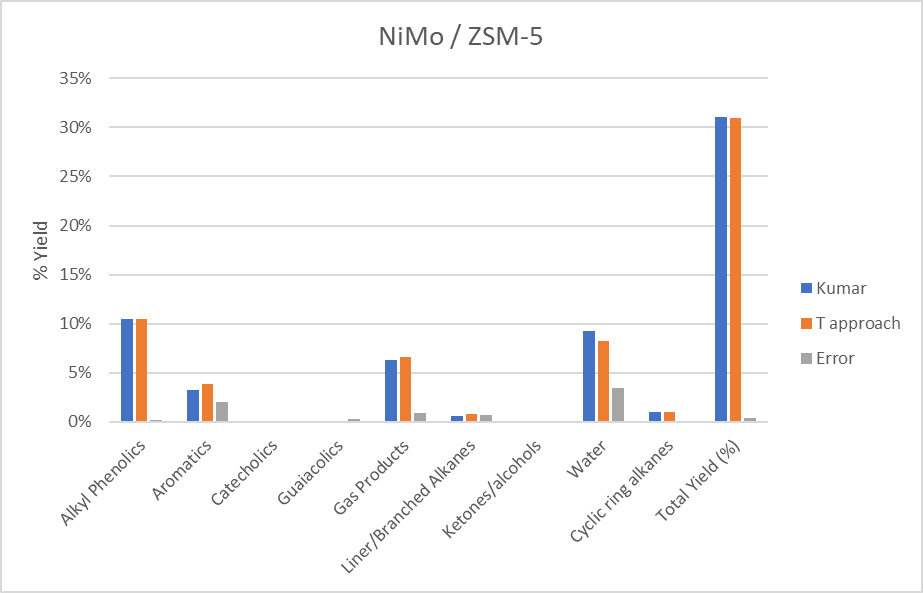 NiMo / ZSM-5
35%
30%
25%
20%
15%
10%
5%
0%
% Yield
Alkyl Phenolics
Aromatics
Catecholics
Guaiacolics
Gas Products
Liner/Branched Alkanes
Ketones/alcohols
Water
Cyclic ring alkanes
Total Yield (%)
Kumar
T approach
Error